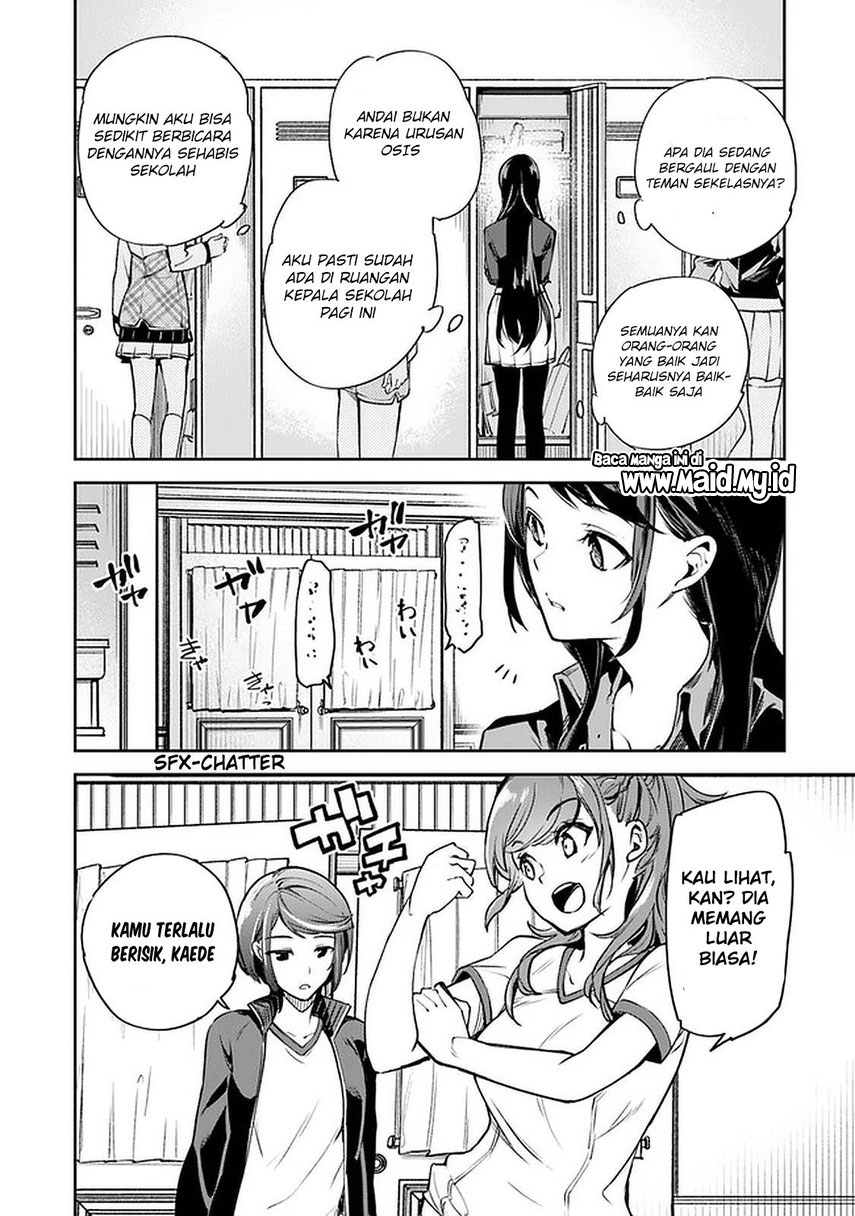 APA DIA SEDANG
BERGAUL DENGAN
TEMAN SEKELASNYA?
SEMUANYA KAN
ORANG-ORANG
YANG BAIK JADI
SEHARUSNYA BAIK-
BAIK SAJA
ANDAI BUKAN
KARENA URUSAN
OSIS
AKU PASTI SUDAH
ADA DI RUANGAN
KEPALA SEKOLAH
PAGI INI
MUNGKIN AKU BISA
SEDIKIT BERBICARA
DENGANNYA SEHABIS
SEKOLAH
Baca Manga ini di
www.Maid.My.id
ガヤ
ガヤ
わい
わい
きゃ
きゃっ
SFX-CHATTER
ガチャ
KAU LIHAT,
KAN? DIA
MEMANG
LUAR
BIASA!
KAMU TERLALU
BERISIK, KAEDE